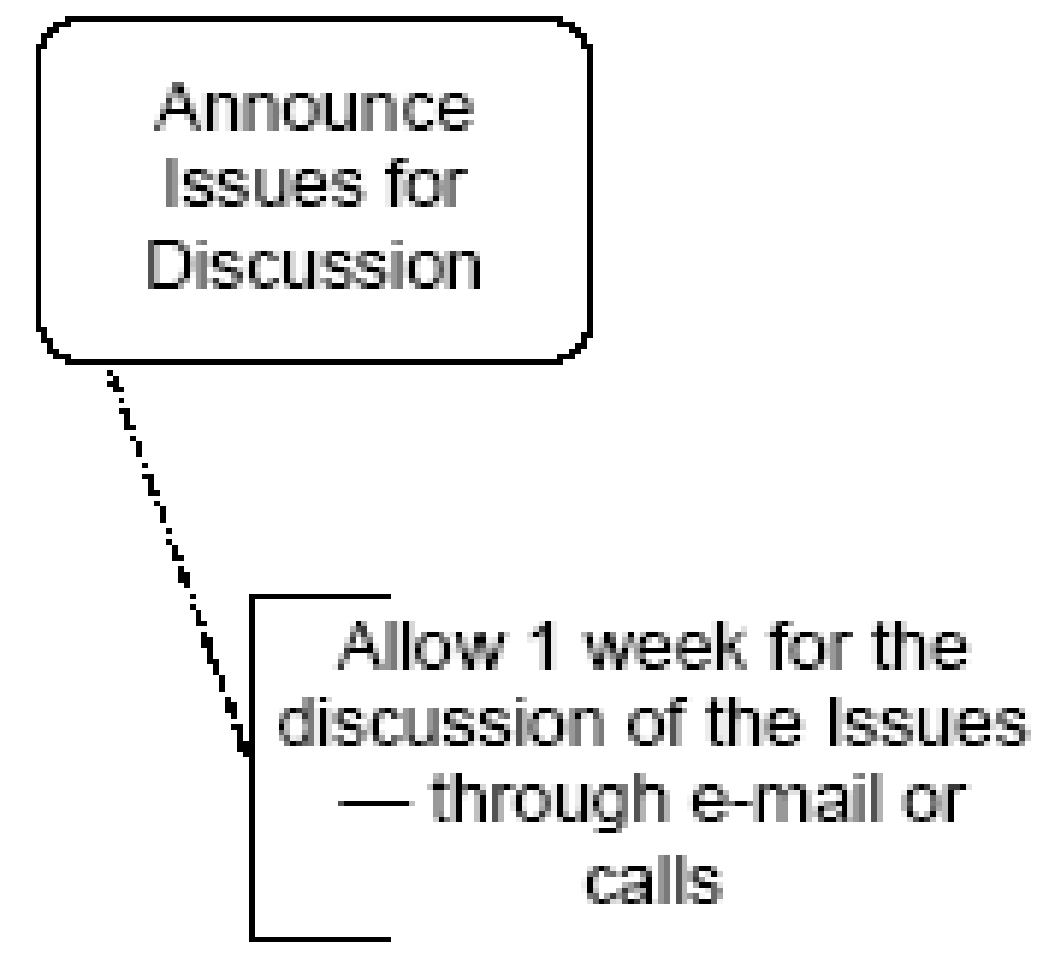 Announce
Issues for
Discussion
Allow 1 week for the
discussion of the Issues
— through e-mail or
calls